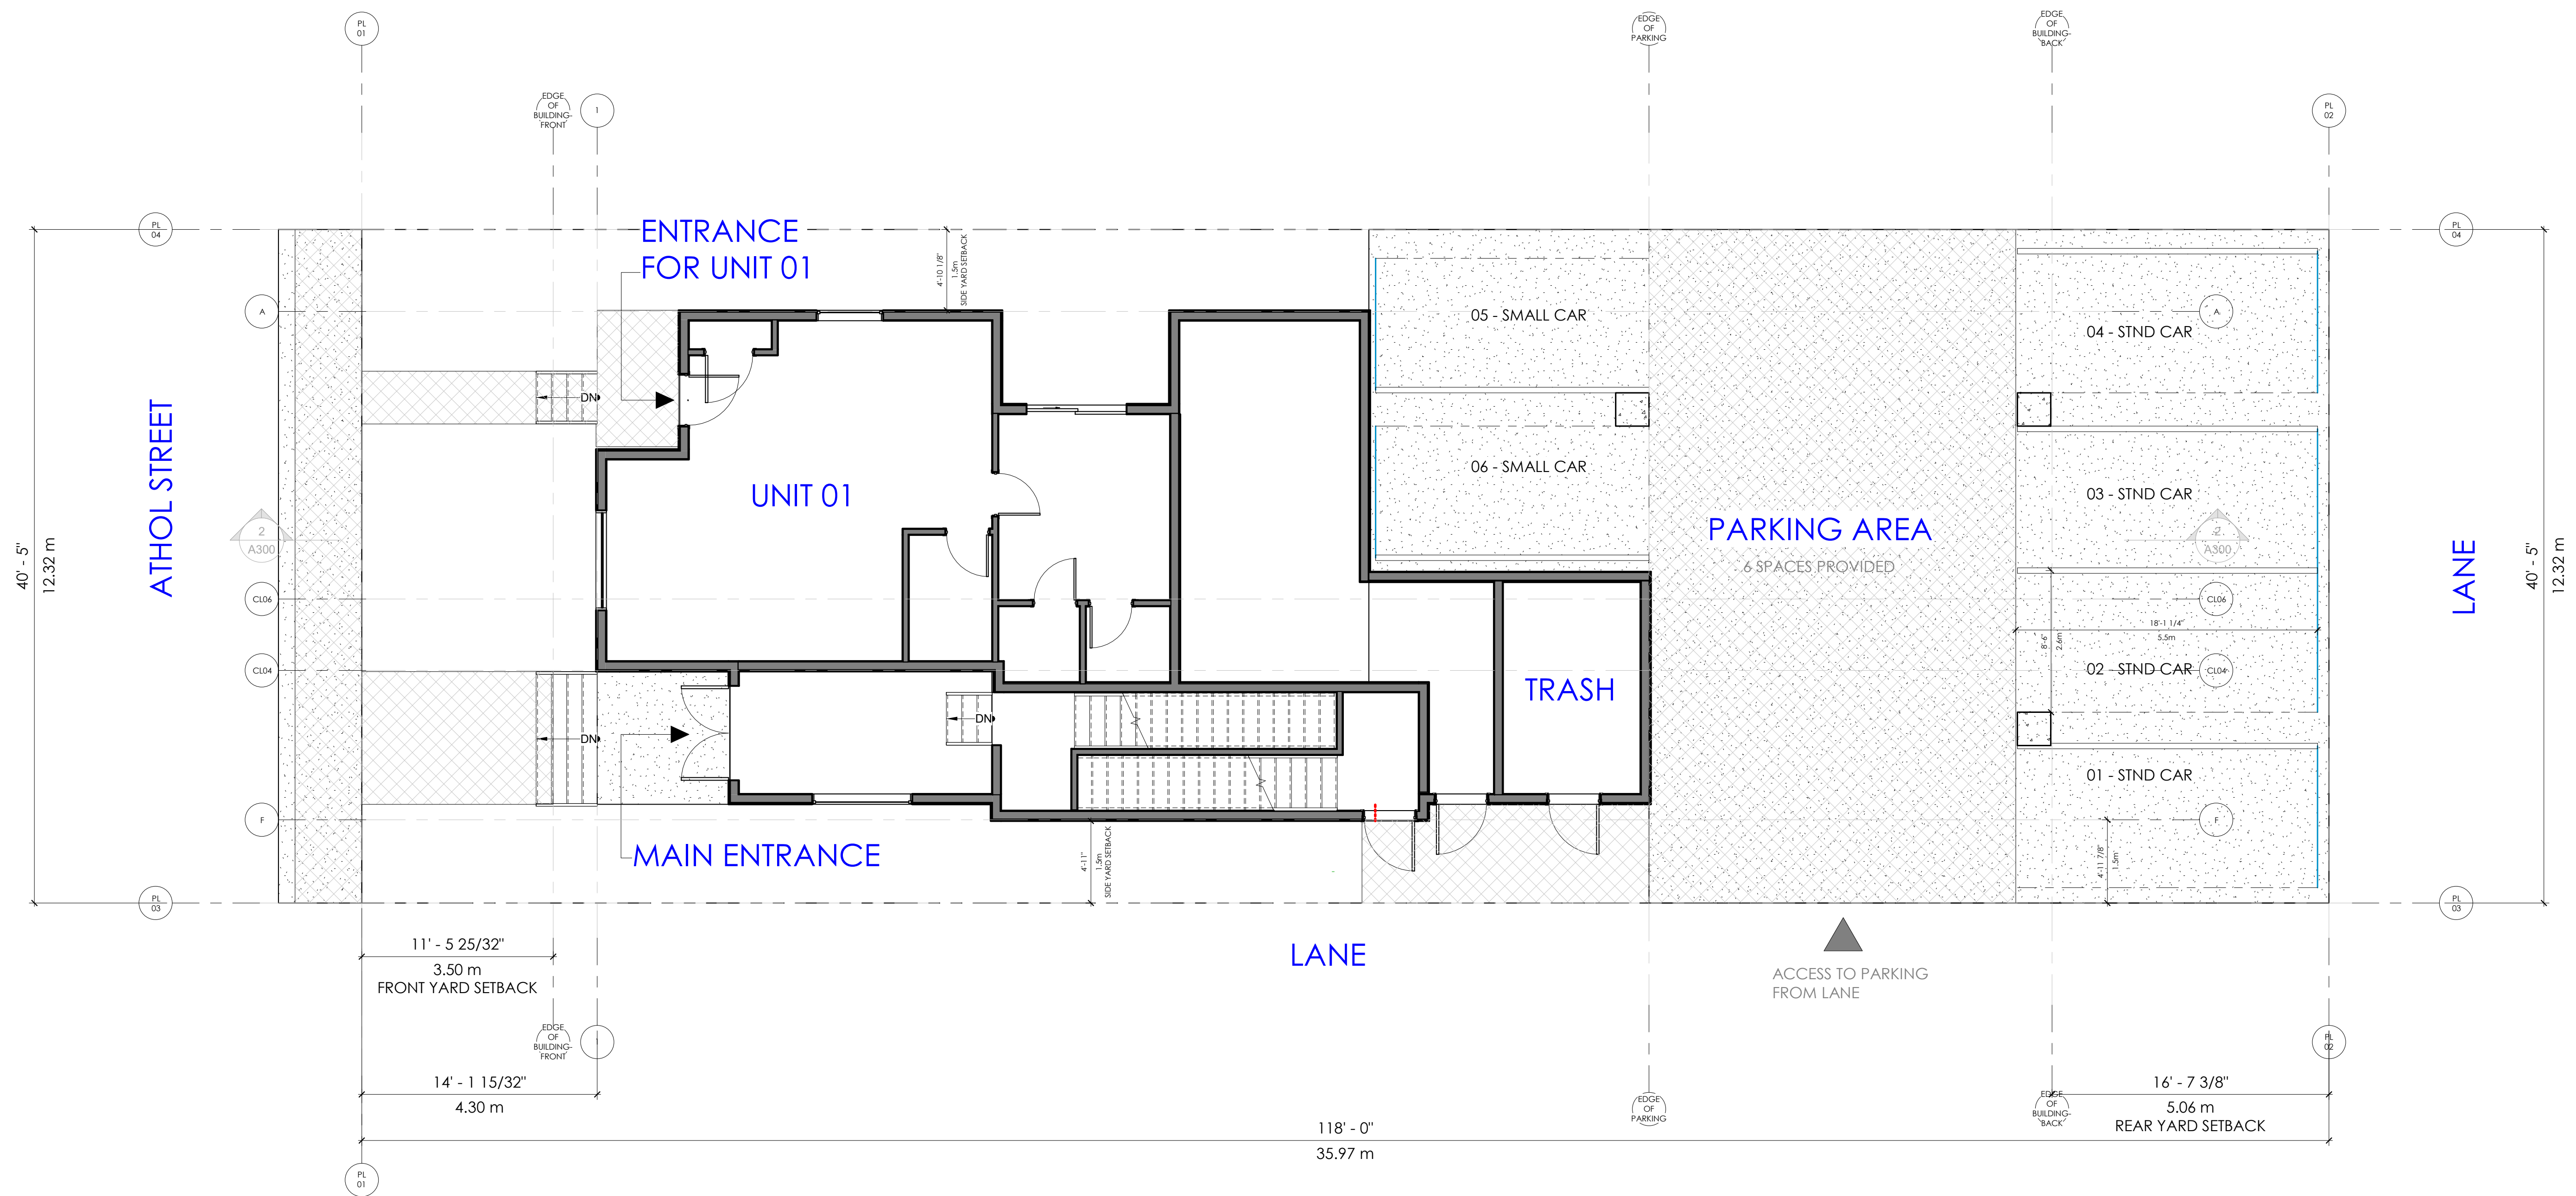 PL
01
EDGE
OF
PARKING
EDGE
OF
BUILDING-
BACK
EDGE
OF
BUILDING-
FRONT
1
PL
02
PL
04
PL
04
ENTRANCE
FOR UNIT 01
4'-10 1/8"
1.5m
SIDE YARD SETBACK
A
A
05 - SMALL CAR
04 - STND CAR
DN
ATHOL STREET
40' - 5"
12.32 m
UNIT 01
06 - SMALL CAR
03 - STND CAR
PARKING AREA
6 SPACES PROVIDED
2
A300
2
A300
LANE
40' - 5"
12.32 m
CL06
CL06
18'-1 1/4"
5.5m
8'-6"
2.6m
CL04
02 - STND CAR
CL04
TRASH
DN
DN
01 - STND CAR
F
F
MAIN ENTRANCE
4'-11"
1.5m
SIDE YARD SETBACK
4'-11 7/8"
1.5m
PL
03
PL
03
11' - 5 25/32"
3.50 m
FRONT YARD SETBACK
LANE
ACCESS TO PARKING
FROM LANE
EDGE
OF
BUILDING-
FRONT
1
PL
02
14' - 1 15/32"
4.30 m
EDGE
OF
PARKING
EDGE
OF
BUILDING-
BACK
16' - 7 3/8"
5.06 m
REAR YARD SETBACK
118' - 0"
35.97 m
PL
01